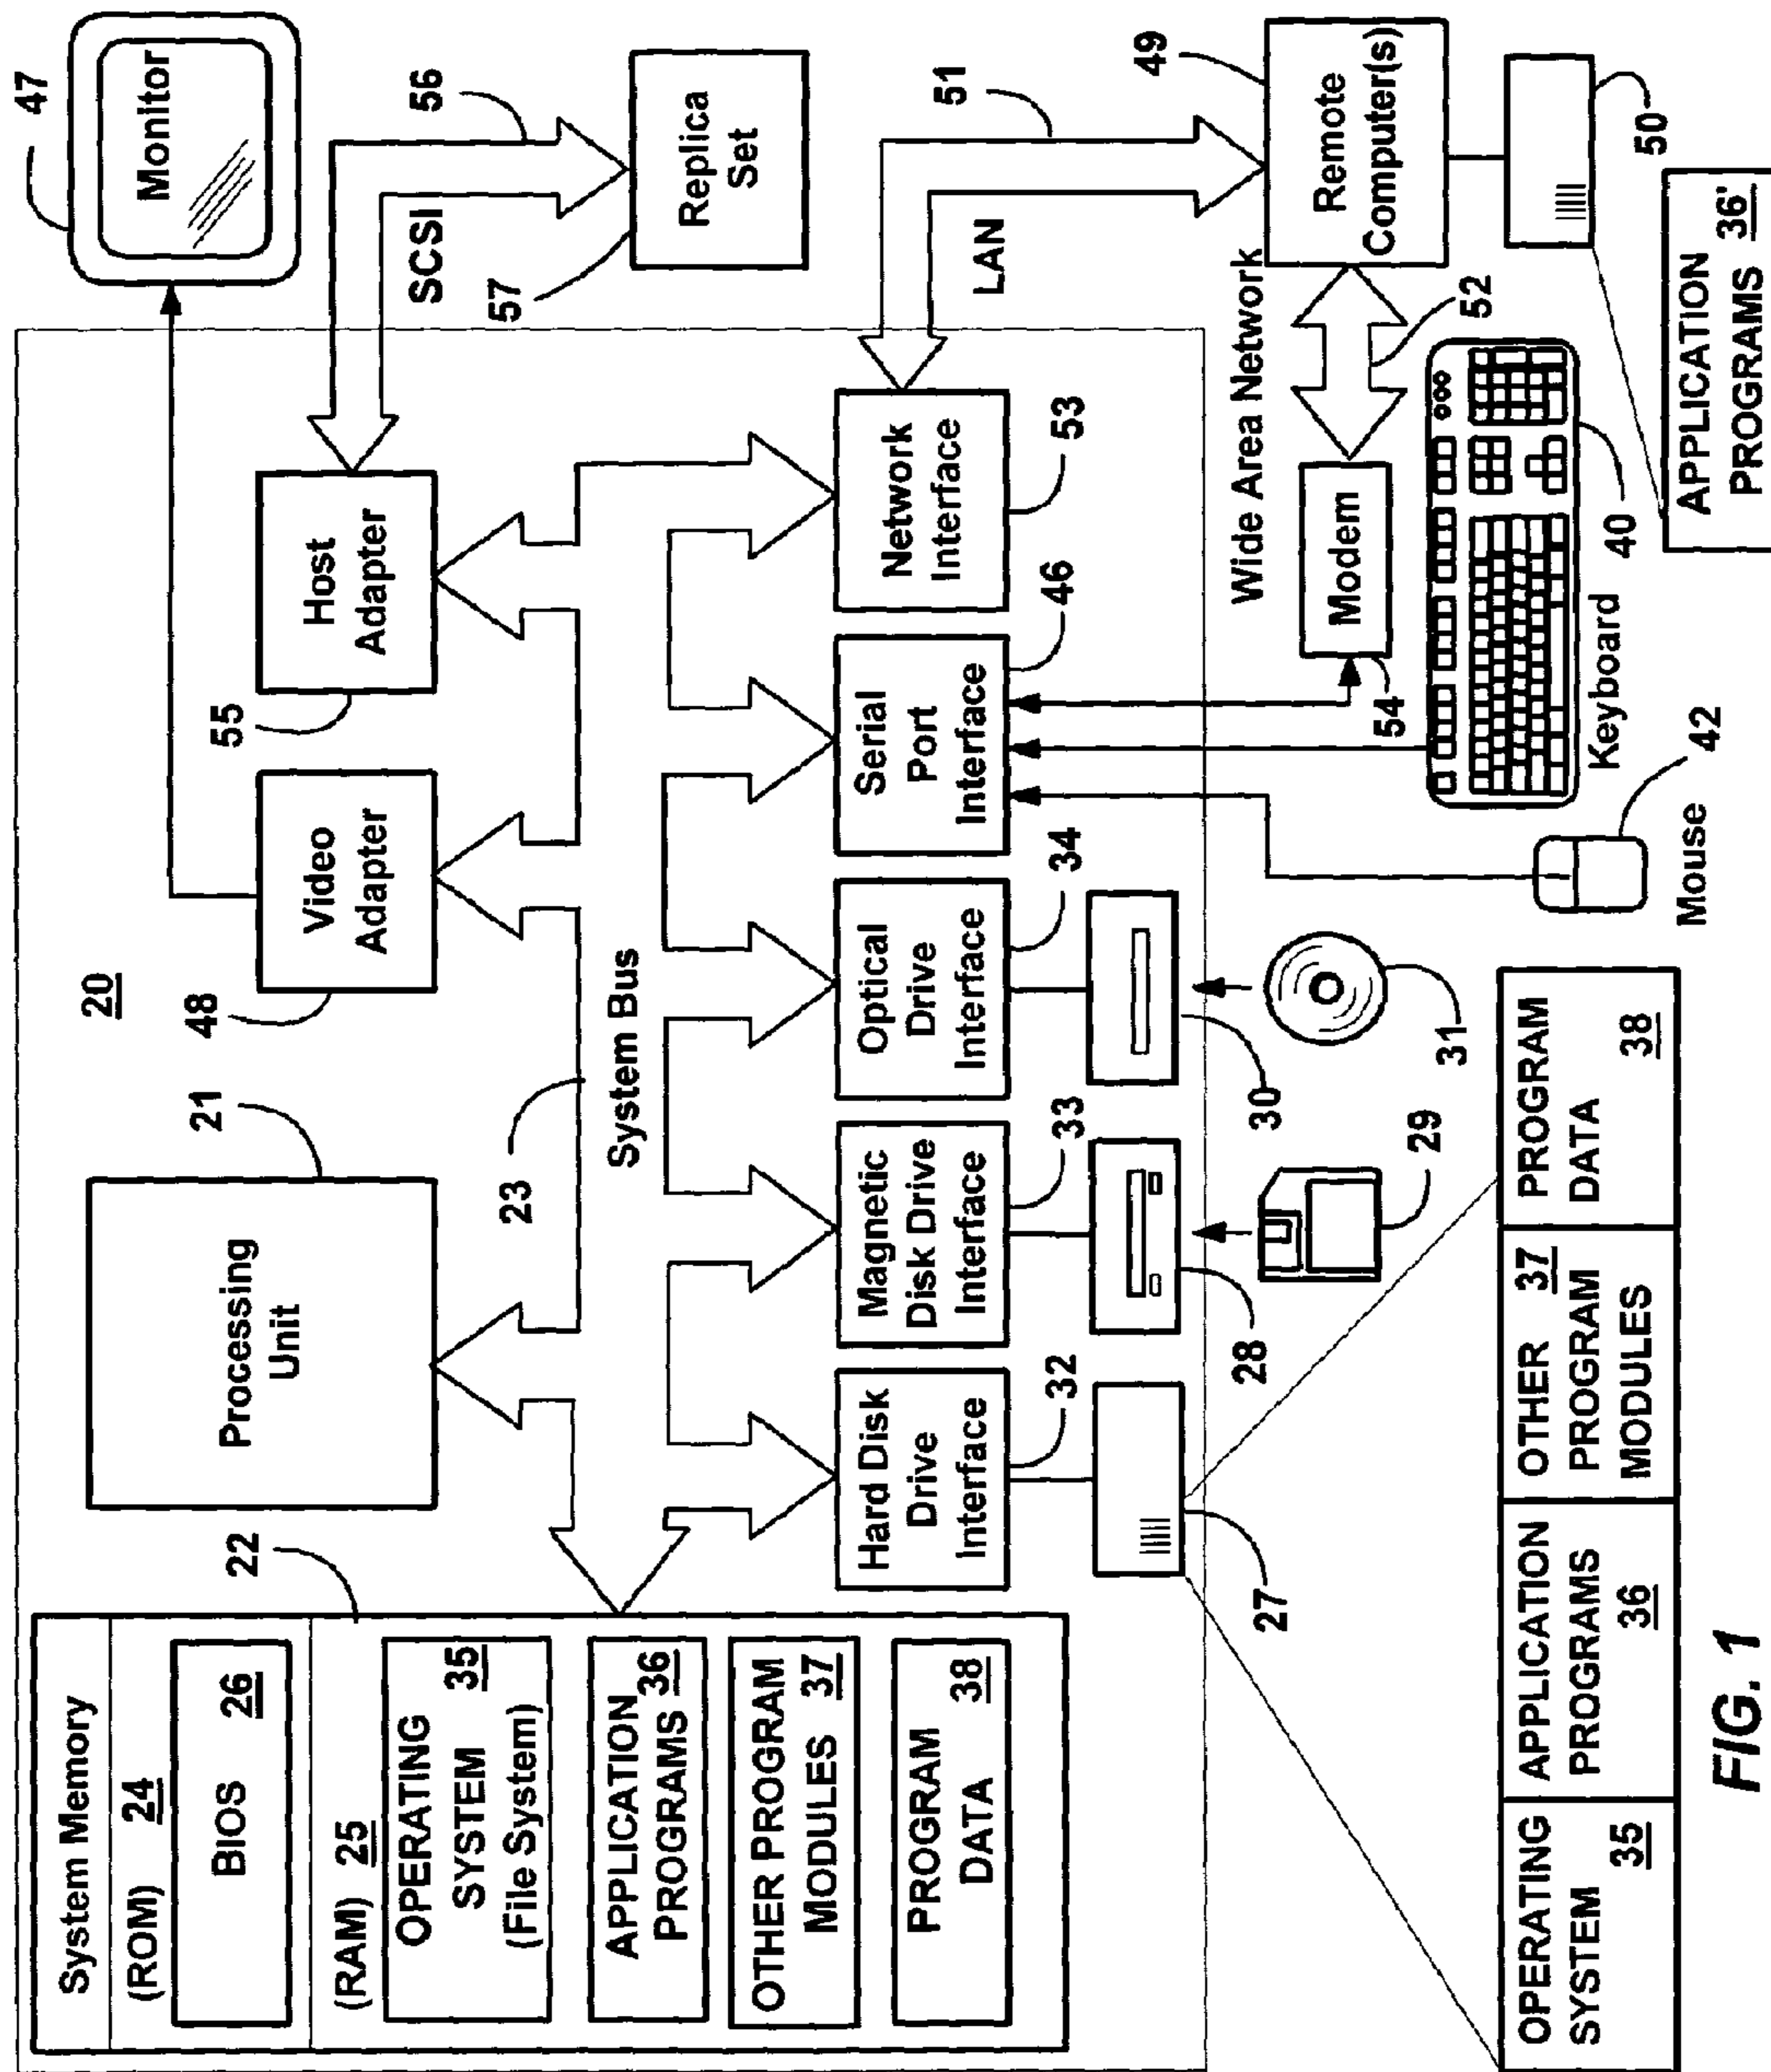 System Memory
(ROM) 24
BIOS 26
(RAM) 25
OPERATING
SYSTEM 35
(File System)
APPLICATION
PROGRAMS 36
OTHER PROGRAM
MODULES 37
PROGRAM
DATA 38
22
Processing
Unit
21
20
Video
Adapter
48
Host
Adapter
55
47
Monitor
23
System Bus
SCSI
56
57
Replica
Set
Hard Disk
Drive
Interface
32
Magnetic
Disk Drive
Interface
33
Optical
Drive
Interface
34
Serial
Port
Interface
46
Network
Interface
53
LAN
51
27
28
29
30
31
Wide Area Network
Modem
54
52
Remote
Computer(s)
49
50
Mouse
42
Keyboard
40
OPERATING
SYSTEM 35
APPLICATION
PROGRAMS
36
OTHER 37
PROGRAM
MODULES
PROGRAM
DATA 38
APPLICATION
PROGRAMS 36'
FIG. 1